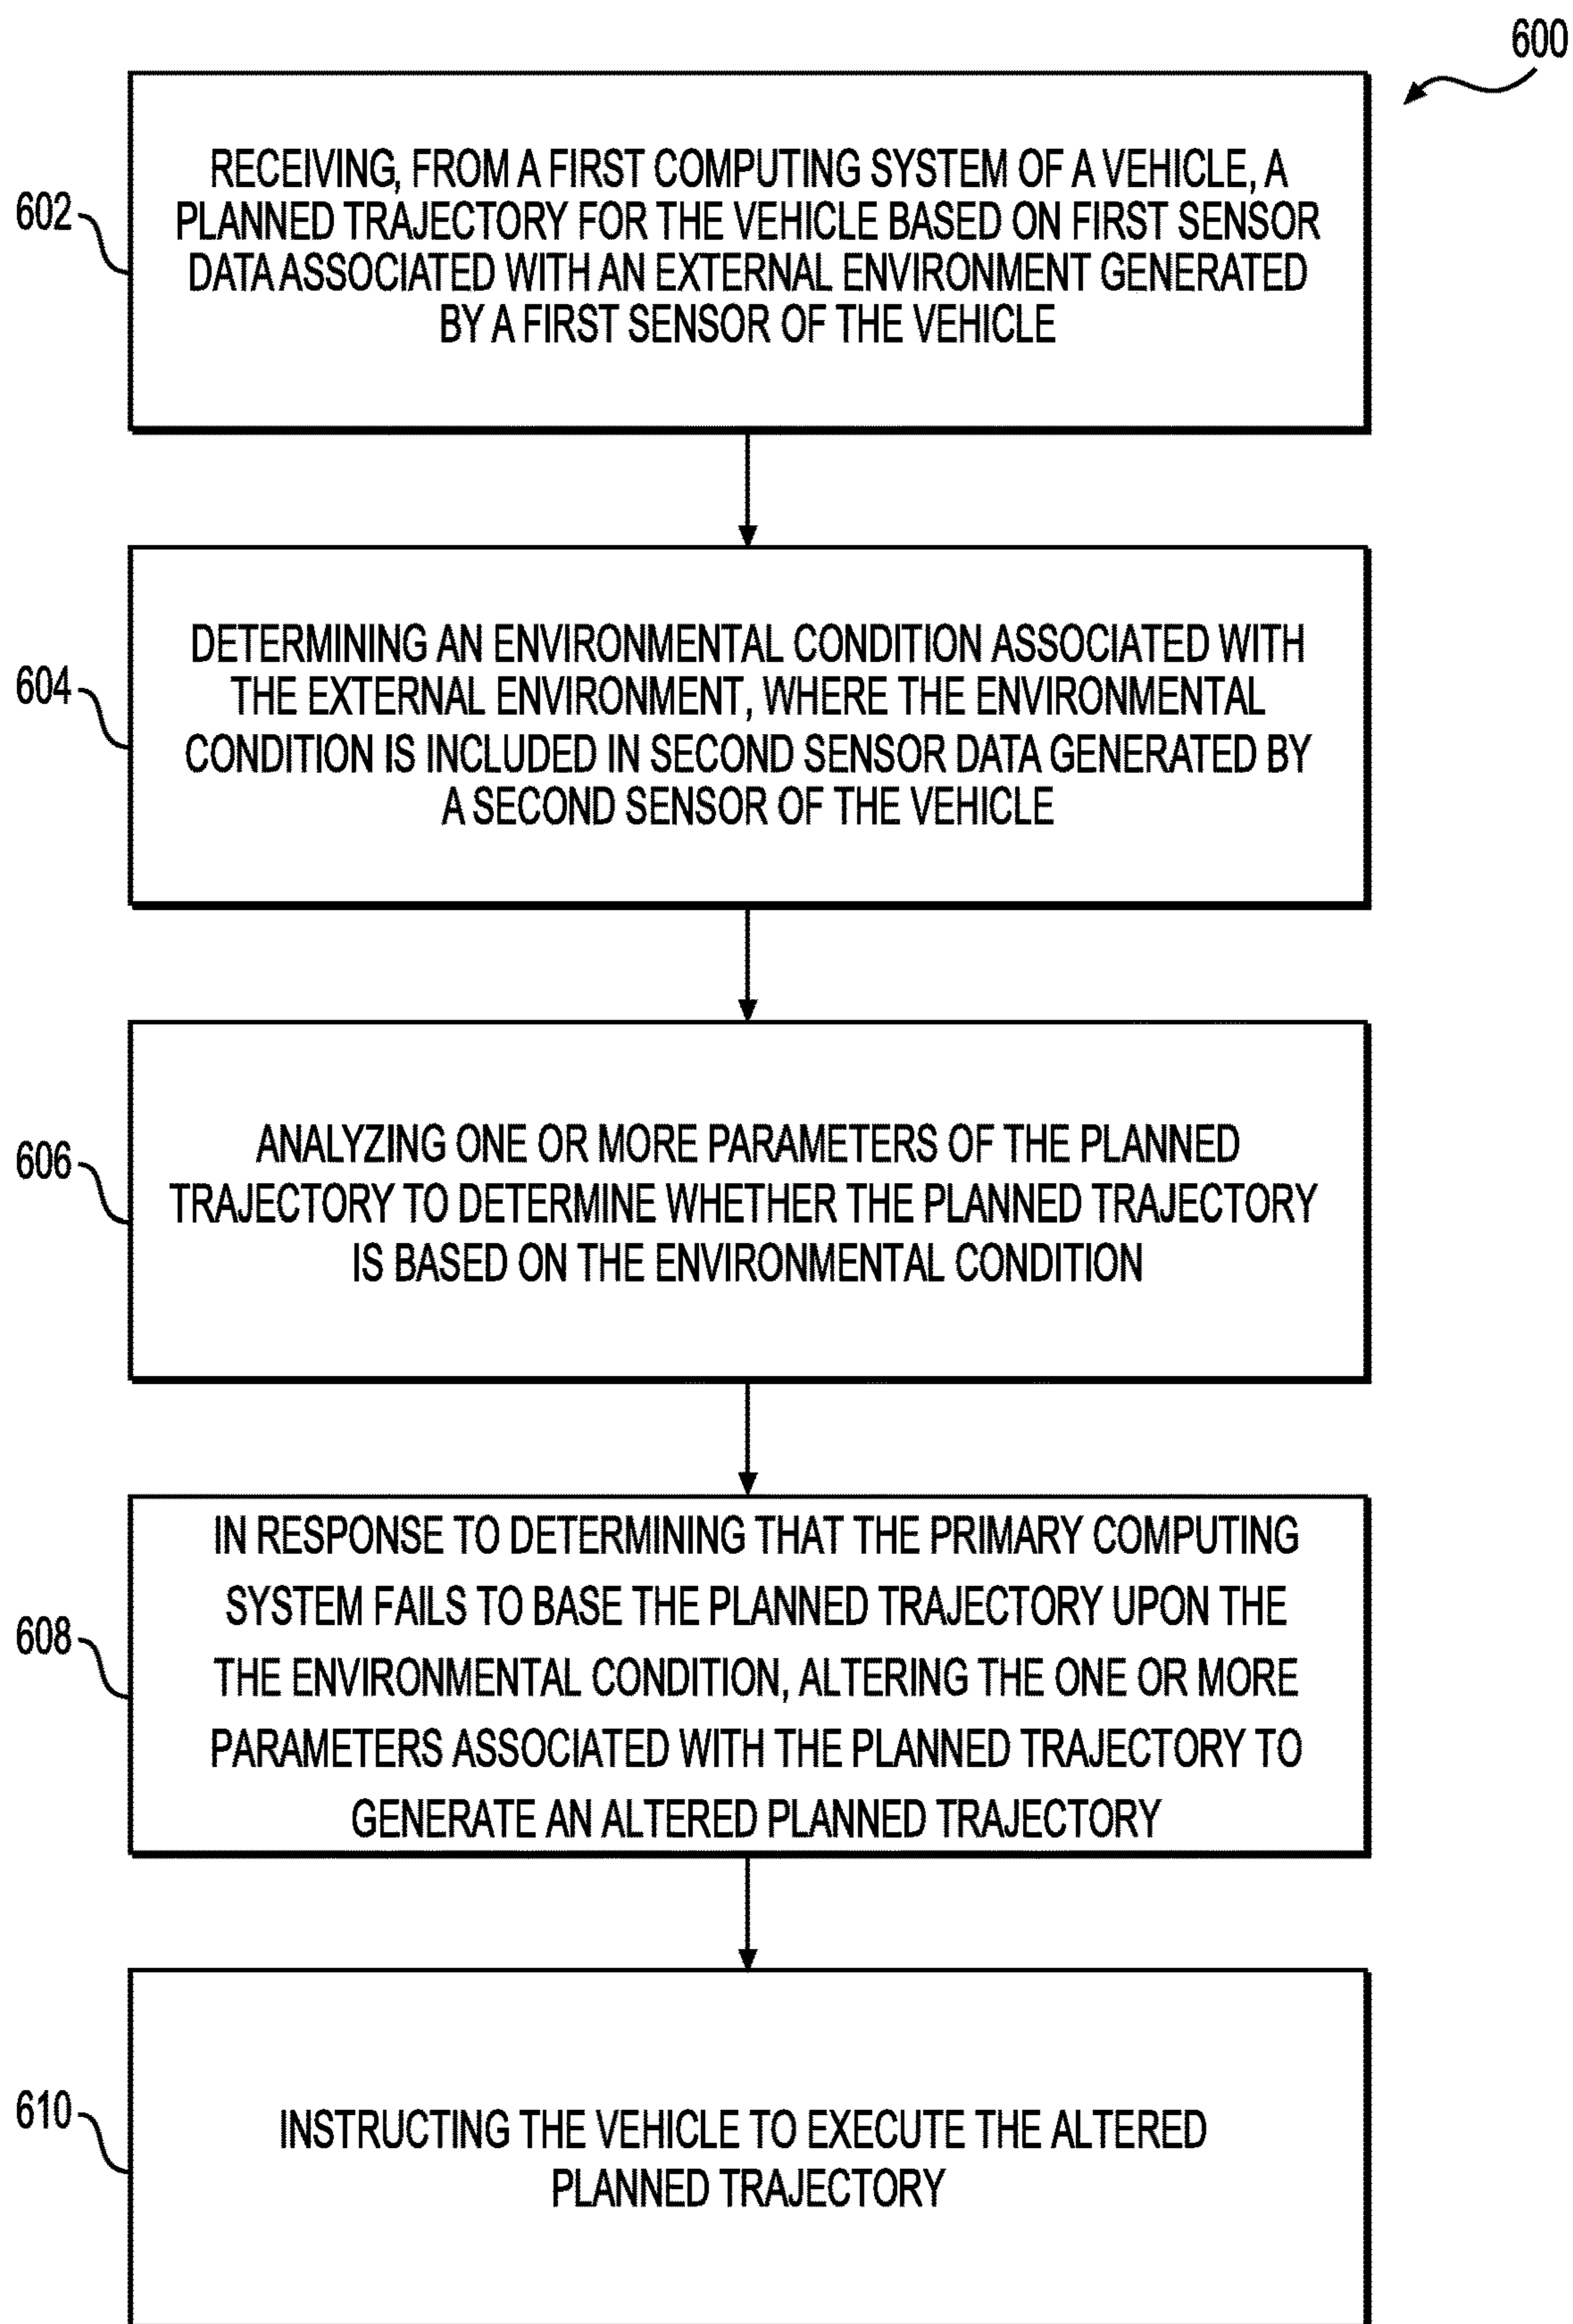 600
602
RECEIVING, FROM A FIRST COMPUTING SYSTEM OF A VEHICLE, A
PLANNED TRAJECTORY FOR THE VEHICLE BASED ON FIRST SENSOR
DATA ASSOCIATED WITH AN EXTERNAL ENVIRONMENT GENERATED
BY A FIRST SENSOR OF THE VEHICLE
604
DETERMINING AN ENVIRONMENTAL CONDITION ASSOCIATED WITH
THE EXTERNAL ENVIRONMENT, WHERE THE ENVIRONMENTAL
CONDITION IS INCLUDED IN SECOND SENSOR DATA GENERATED BY
A SECOND SENSOR OF THE VEHICLE
606
ANALYZING ONE OR MORE PARAMETERS OF THE PLANNED
TRAJECTORY TO DETERMINE WHETHER THE PLANNED TRAJECTORY
IS BASED ON THE ENVIRONMENTAL CONDITION
608
IN RESPONSE TO DETERMINING THAT THE PRIMARY COMPUTING
SYSTEM FAILS TO BASE THE PLANNED TRAJECTORY UPON THE
THE ENVIRONMENTAL CONDITION, ALTERING THE ONE OR MORE
PARAMETERS ASSOCIATED WITH THE PLANNED TRAJECTORY TO
GENERATE AN ALTERED PLANNED TRAJECTORY
610
INSTRUCTING THE VEHICLE TO EXECUTE THE ALTERED
PLANNED TRAJECTORY